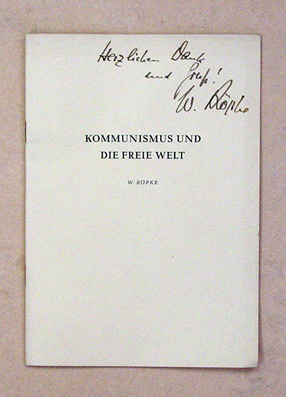 Herzlichen Dank
und Gruß!
W. Röpke
KOMMUNISMUS UND
DIE FREIE WELT
W. RÖPKE